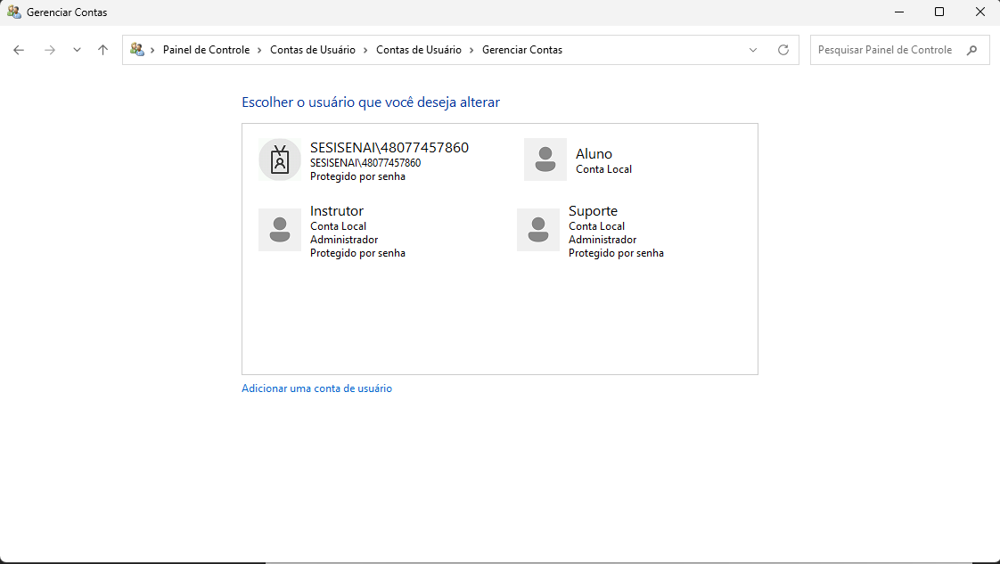 Gerenciar Contas
Painel de Controle
Contas de Usuário
Contas de Usuário
Gerenciar Contas
Pesquisar Painel de Controle
Escolher o usuário que você deseja alterar
SESISENAI\48077457860
SESISENAI\48077457860
Protegido por senha
Aluno
Conta Local
Instrutor
Conta Local
Administrador
Protegido por senha
Suporte
Conta Local
Administrador
Protegido por senha
Adicionar uma conta de usuário